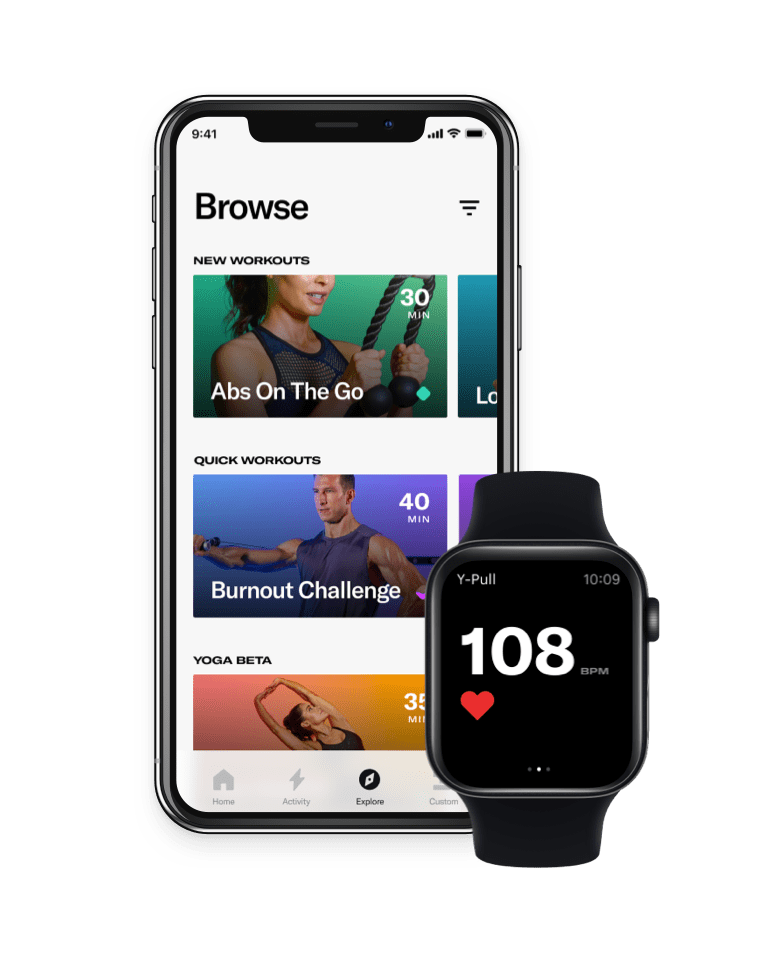 9:41
Browse
NEW WORKOUTS
30
MIN
Abs On The Go
Lo
QUICK WORKOUTS
40
MIN
Burnout Challenge
YOGA BETA
35
MIN
Home
Activity
Explore
Custom
Y-Pull
10:09
108
BPM